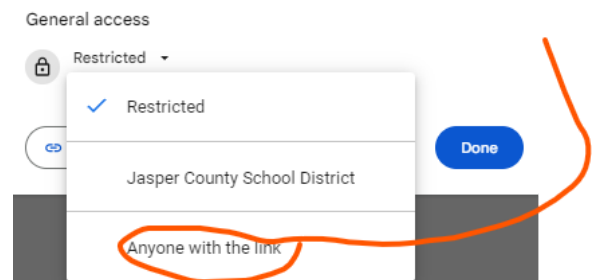 General access
Restricted
Restricted
Done
Jasper County School District
Anyone with the link